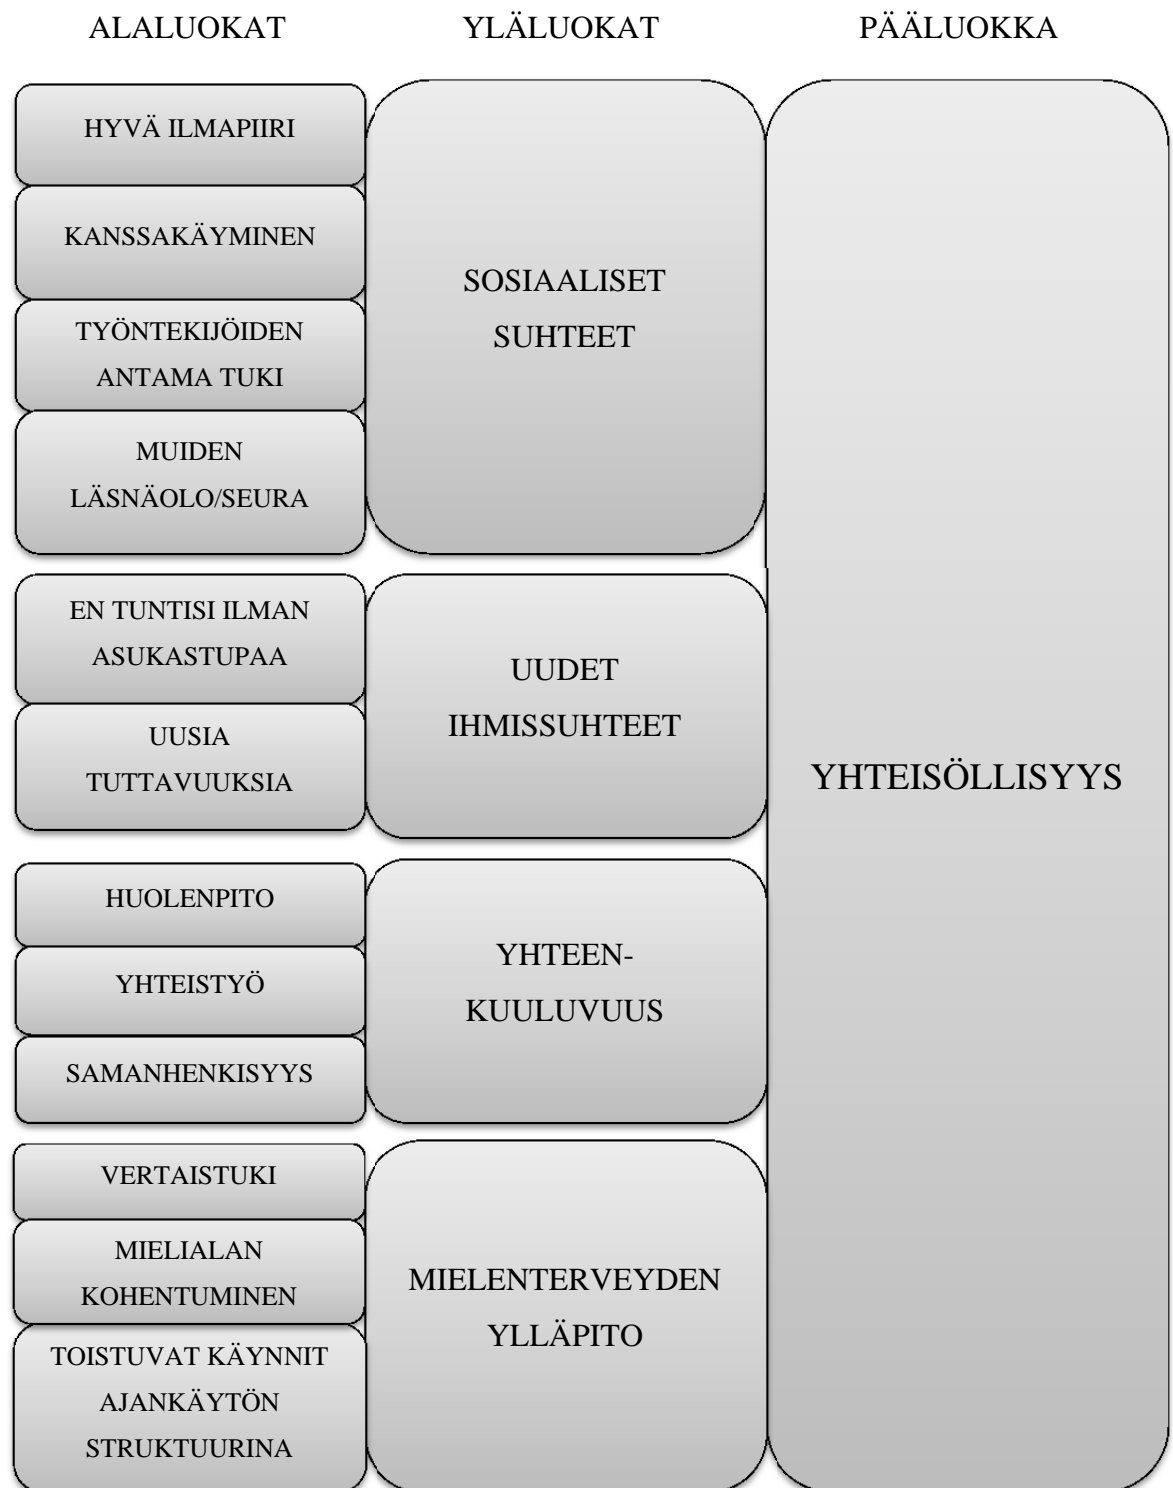 ALALUOKAT
YLÄLUOKAT
PÄÄLUOKKA
HYVÄ ILMAPIIRI
KANSSAKÄYMINEN
TYÖNTEKIJÖIDEN
ANTAMA TUKI
MUIDEN
LÄSNÄOLO/SEURA
SOSIAALISET
SUHTEET
EN TUNTISI ILMAN
ASUKASTUPAA
UUSIA
TUTTAVUUKSIA
UUDET
IHMISSUHTEET
HUOLENPITO
YHTEISTYÖ
SAMANHENKISYYS
YHTEEN-
KUULUVUUS
VERTAISTUKI
MIELIALAN
KOHENTUMINEN
TOISTUVAT KÄYNNIT
AJANKÄYTÖN
STRUKTUURINA
MIELENTERVEYDEN
YLLÄPITO
YHTEISÖLLISYYS